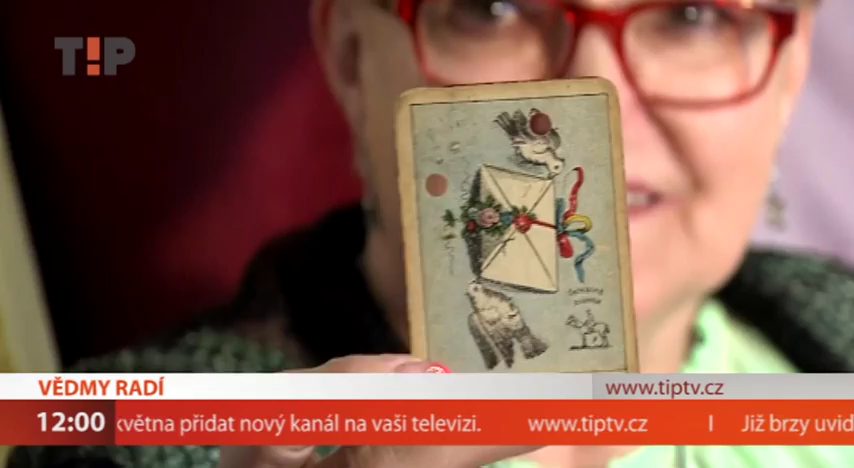 T!P
VĚDMY RADÍ
www.tiptv.cz
12:00
května přidat nový kanál na vaši televizi. www.tiptv.cz | Již brzy uvid